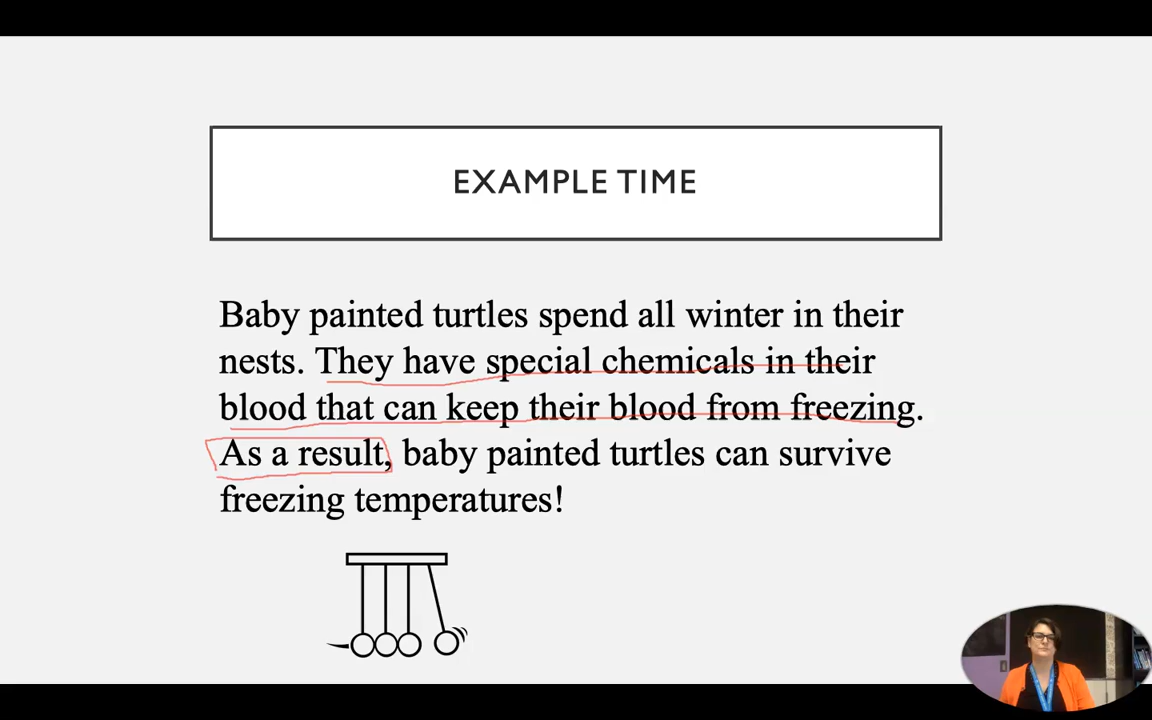 EXAMPLE TIME
Baby painted turtles spend all winter in their
nests. They have special chemicals in their
blood that can keep their blood from freezing.
As a result, baby painted turtles can survive
freezing temperatures!